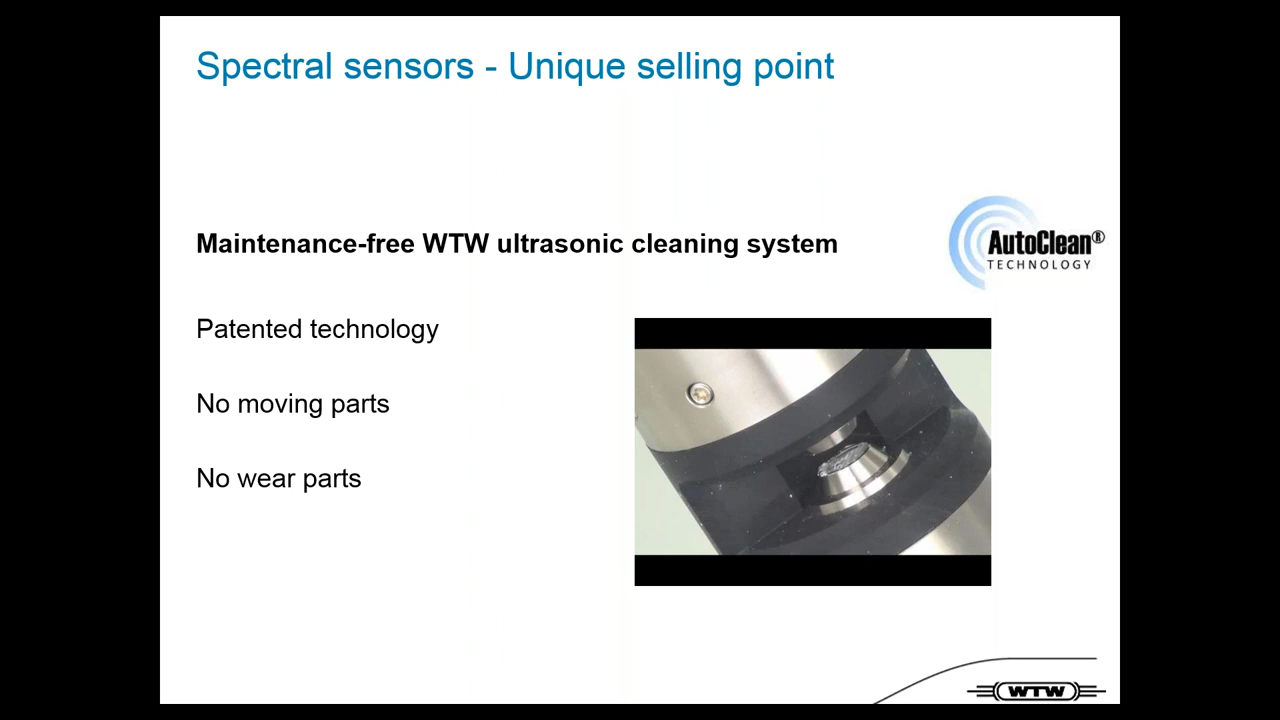 Spectral sensors - Unique selling point
Maintenance-free WTW ultrasonic cleaning system
AutoClean®
TECHNOLOGY
Patented technology
No moving parts
No wear parts
WTW